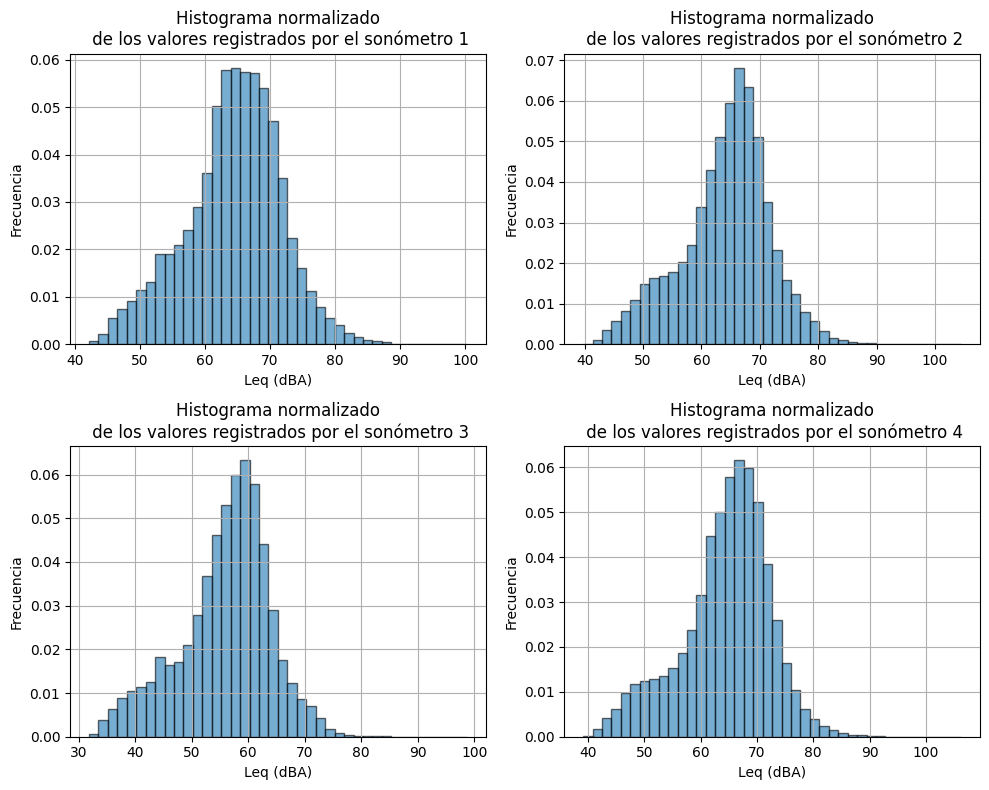 Histograma normalizado
de los valores registrados por el sonómetro 1
0.06
0.05
0.04
0.03
0.02
0.01
0.00
Frecuencia
40 50 60 70 80 90 100
Leq (dBA)
Histograma normalizado
de los valores registrados por el sonómetro 2
0.07
0.06
0.05
0.04
0.03
0.02
0.01
0.00
Frecuencia
40 50 60 70 80 90 100
Leq (dBA)
Histograma normalizado
de los valores registrados por el sonómetro 3
0.06
0.05
0.04
0.03
0.02
0.01
0.00
Frecuencia
30 40 50 60 70 80 90 100
Leq (dBA)
Histograma normalizado
de los valores registrados por el sonómetro 4
0.06
0.05
0.04
0.03
0.02
0.01
0.00
Frecuencia
40 50 60 70 80 90 100
Leq (dBA)